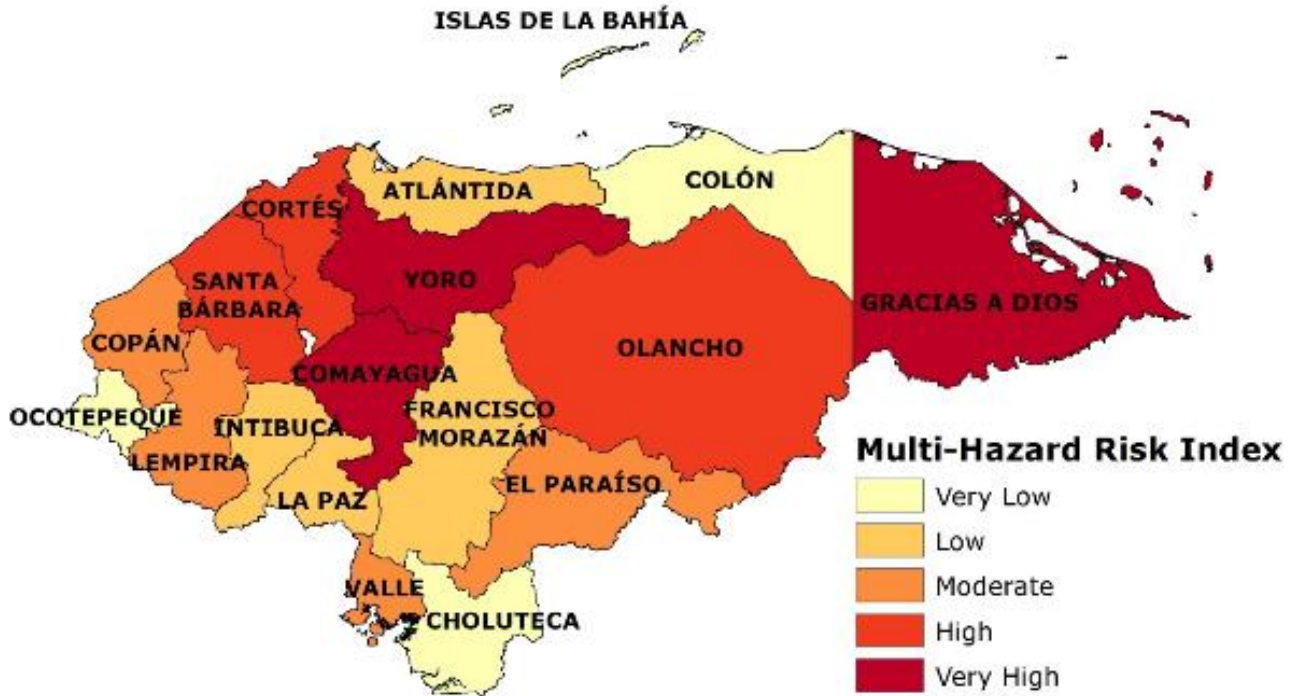 ISLAS DE LA BAHÍA
ATLÁNTIDA
COLÓN
CORTÉS
SANTA
BÁRBARA
YORO
GRACIAS A DIOS
COPÁN
OLANCHO
COMAYAGUA
OCOTEPEQUE
INTIBUCÁ
FRANCISCO
MORAZÁN
LEMPIRA
LA PAZ
EL PARAÍSO
VALLE
CHOLUTECA
Multi-Hazard Risk Index
Very Low
Low
Moderate
High
Very High